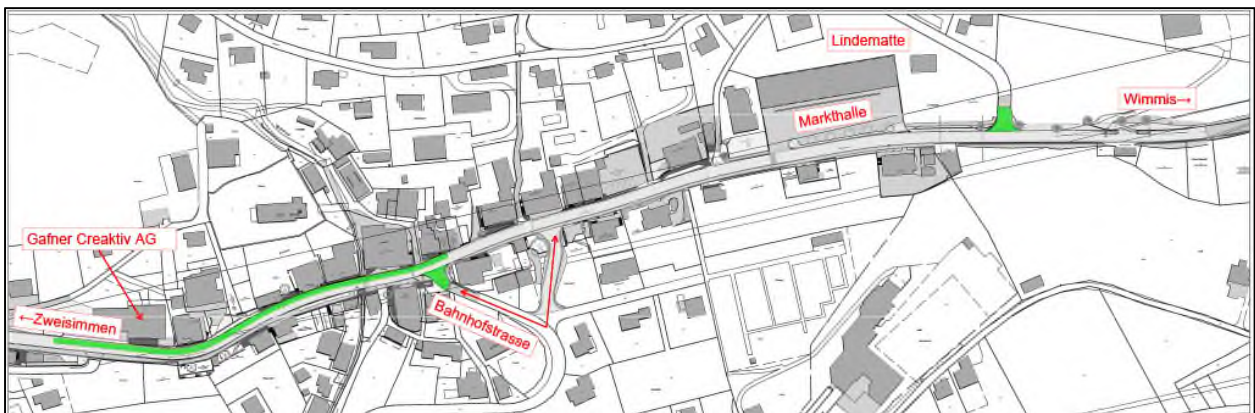 Lindematte
Wimmis→
Markthalle
Gafner Creaktiv AG
←Zweisimmen
Bahnhofstrasse